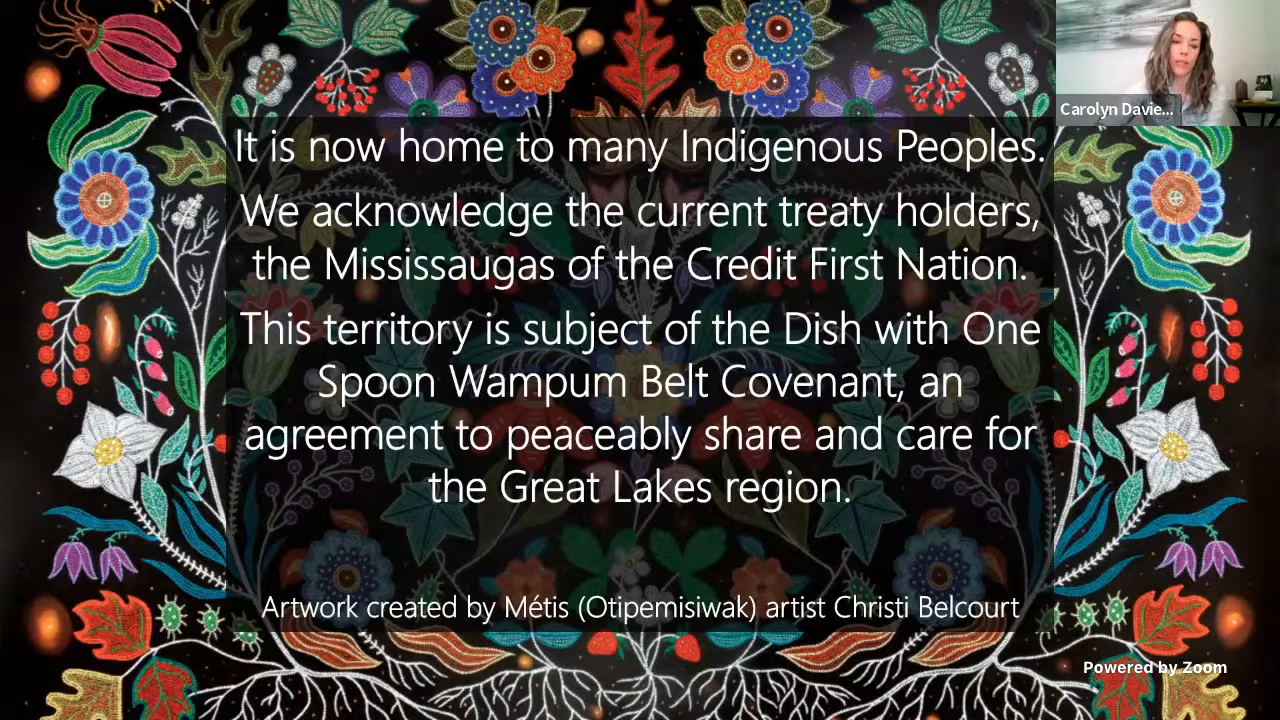 Carolyn Davie...
It is now home to many Indigenous Peoples.
We acknowledge the current treaty holders,
the Mississaugas of the Credit First Nation.
This territory is subject of the Dish with One
Spoon Wampum Belt Covenant, an
agreement to peaceably share and care for
the Great Lakes region.
Artwork created by Métis (Otipemisiwak) artist Christi Belcourt
Powered by Zoom